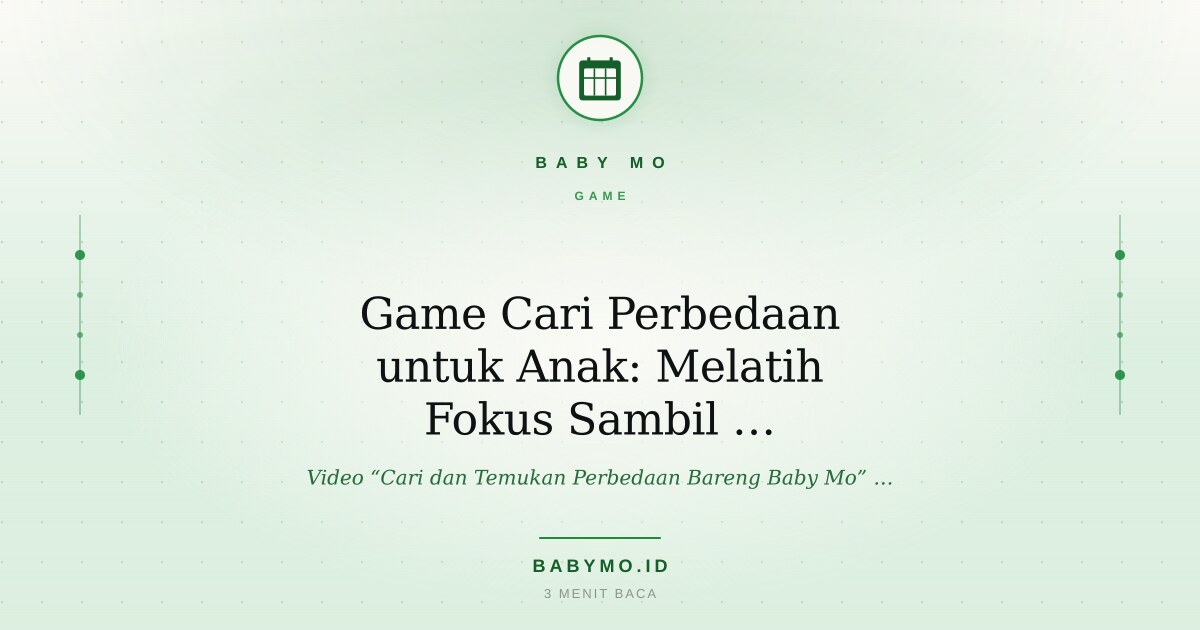 BABY MO
GAME
Game Cari Perbedaan
untuk Anak: Melatih
Fokus Sambil ...
Video “Cari dan Temukan Perbedaan Bareng Baby Mo” ...
BABYMO.ID
3 MENIT BACA